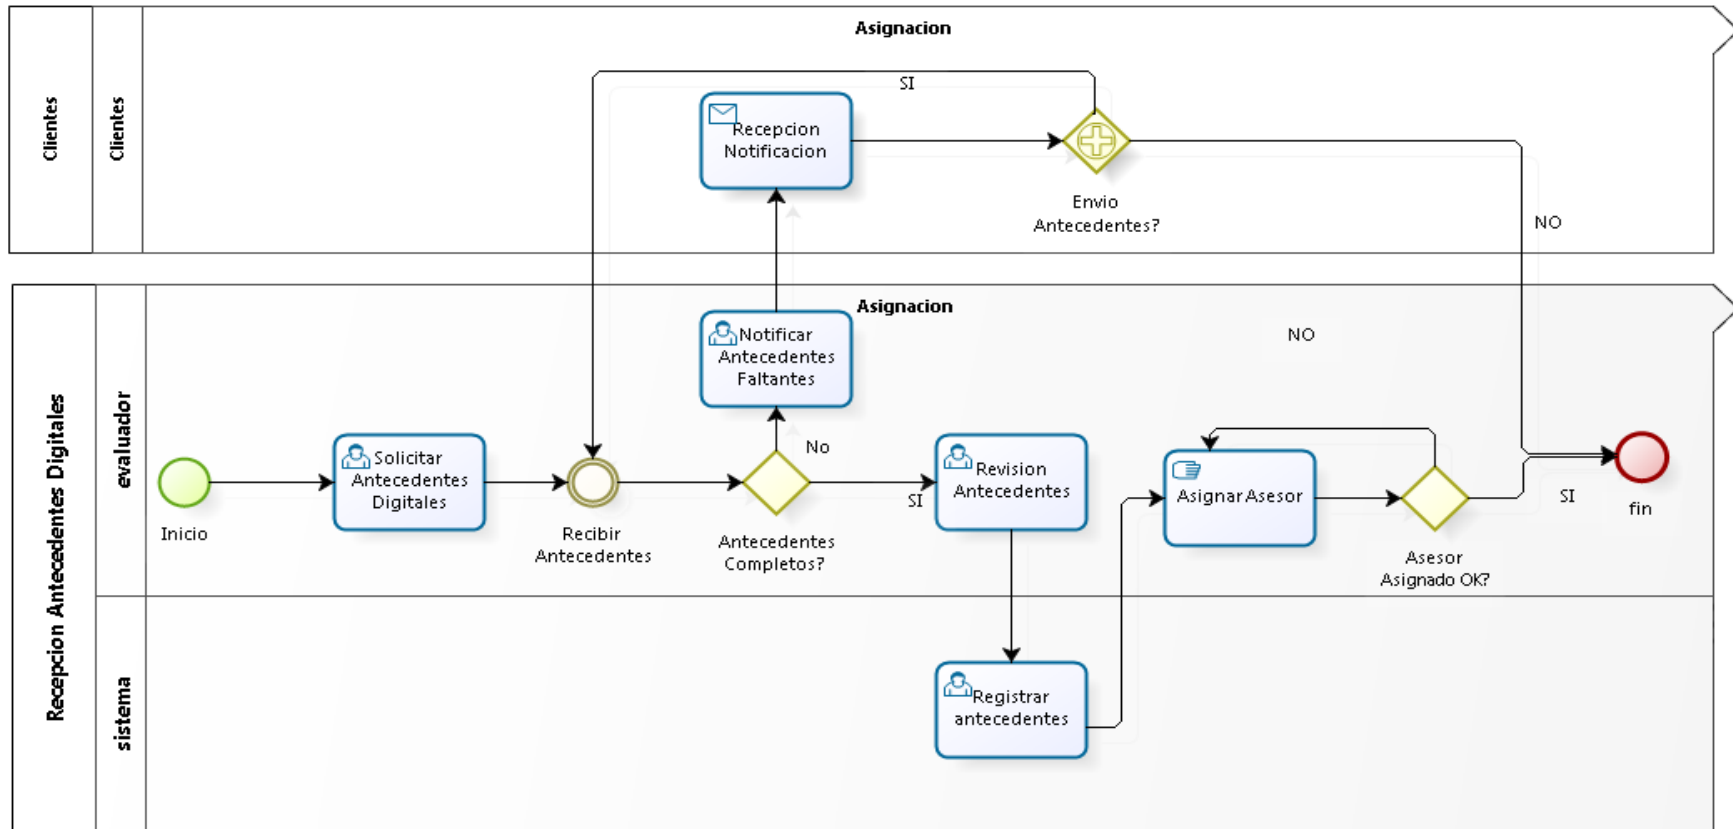 Asignacion
Clientes
Clientes
SI
Recepcion
Notificacion
Envio
Antecedentes?
NO
Asignacion
Recepcion Antecedentes Digitales
evaluador
Notificar
Antecedentes
Faltantes
NO
No
Solicitar
Antecedentes
Digitales
Revision
Antecedentes
AsignarAsesor
SI
SI
Inicio
Recibir
Antecedentes
Antecedentes
Completos?
Asesor
Asignado OK?
fin
sistema
Registrar
antecedentes